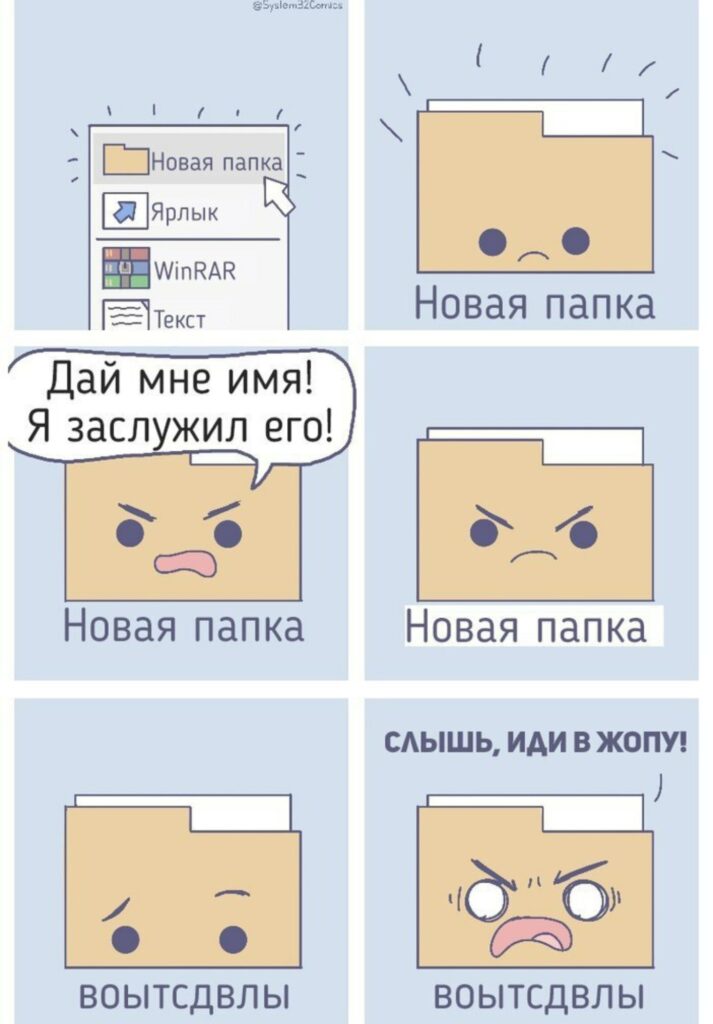 @System32Comics
Новая папка
Ярлык
WinRAR
Текст
Новая папка
Дай мне имя!
Я заслужил его!
Новая папка
Новая папка
воытсдвлы
СЛЫШЬ, ИДИ В ЖОПУ!
воытсдвлы